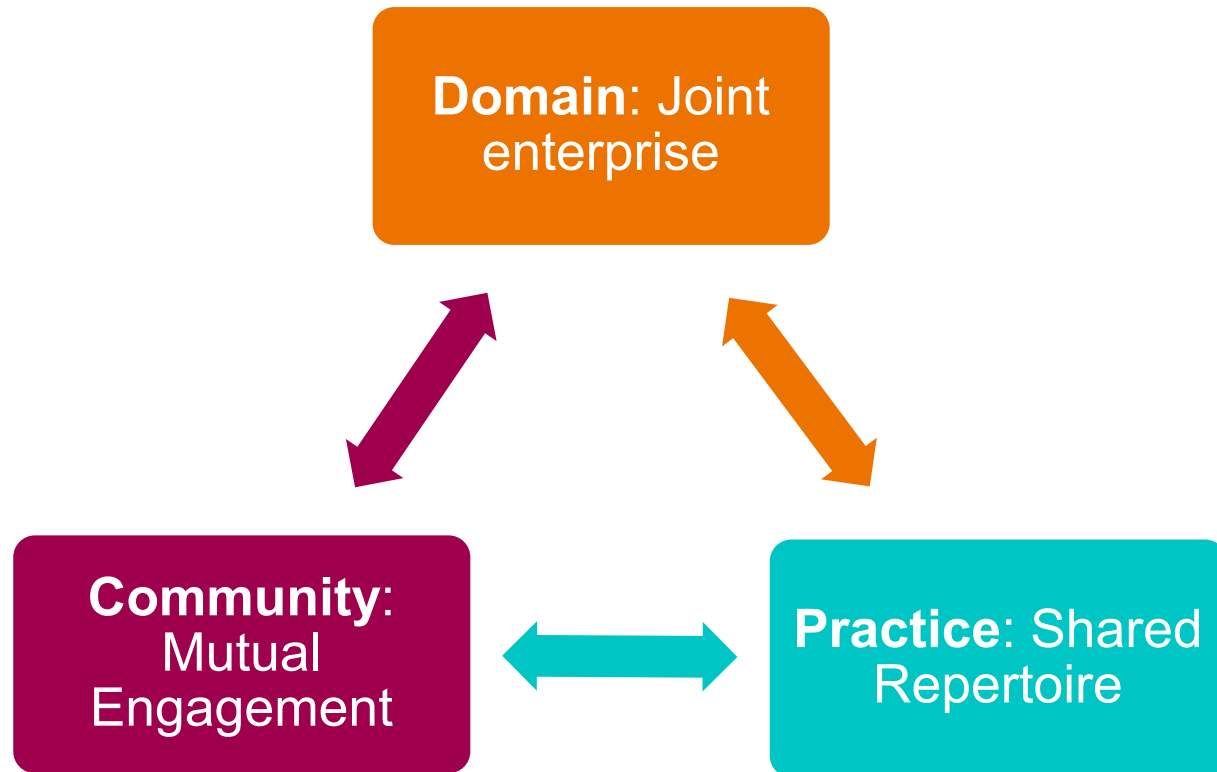 Domain: Joint
enterprise
Community:
Mutual
Engagement
Practice: Shared
Repertoire